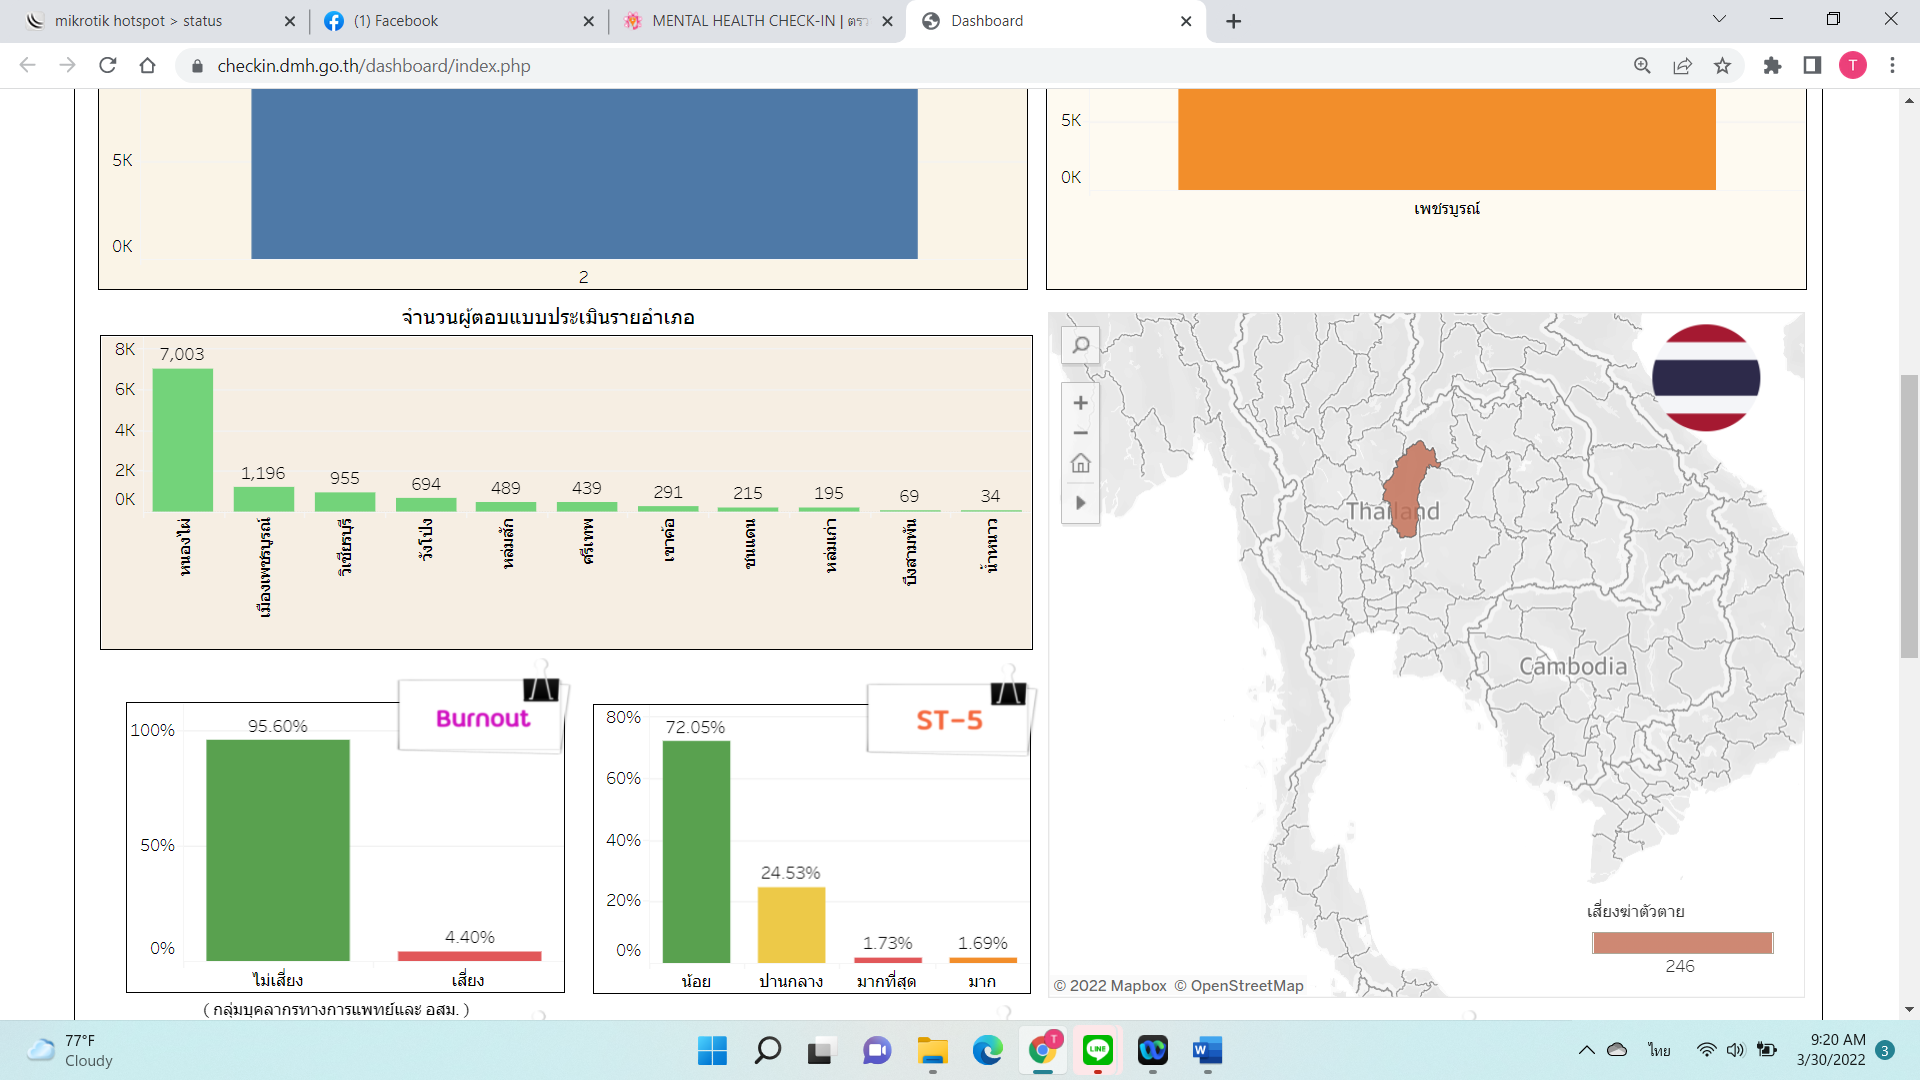 mikrotik hotspot > status
(1) Facebook
MENTAL HEALTH CHECK-IN | ตรว
Dashboard
checkin.dmh.go.th/dashboard/index.php
T
5K
0K
2
5K
0K
เพชรบูรณ์
จำนวนผู้ตอบแบบประเมินรายอำเภอ
8K
6K
4K
2K
0K
7,003
1,196
955
694
489
439
291
215
195
69
34
หนองไผ่
เมืองเพชรบูรณ์
วิเชียรบุรี
วังโป่ง
หล่มสัก
ศรีเทพ
เขาค้อ
ชนแดน
หล่มเก่า
บึงสามพัน
น้ำหนาว
Thailand
Cambodia
เสี่ยงฆ่าตัวตาย
246
© 2022 Mapbox © OpenStreetMap
Burnout
100%
50%
0%
95.60%
4.40%
ไม่เสี่ยง
เสี่ยง
( กลุ่มบุคลากรทางการแพทย์และ อสม. )
ST-5
80%
60%
40%
20%
0%
72.05%
24.53%
1.73%
1.69%
น้อย
ปานกลาง
มากที่สุด
มาก
77°F
Cloudy
T
LINE
W
ไทย
9:20 AM
3/30/2022
3